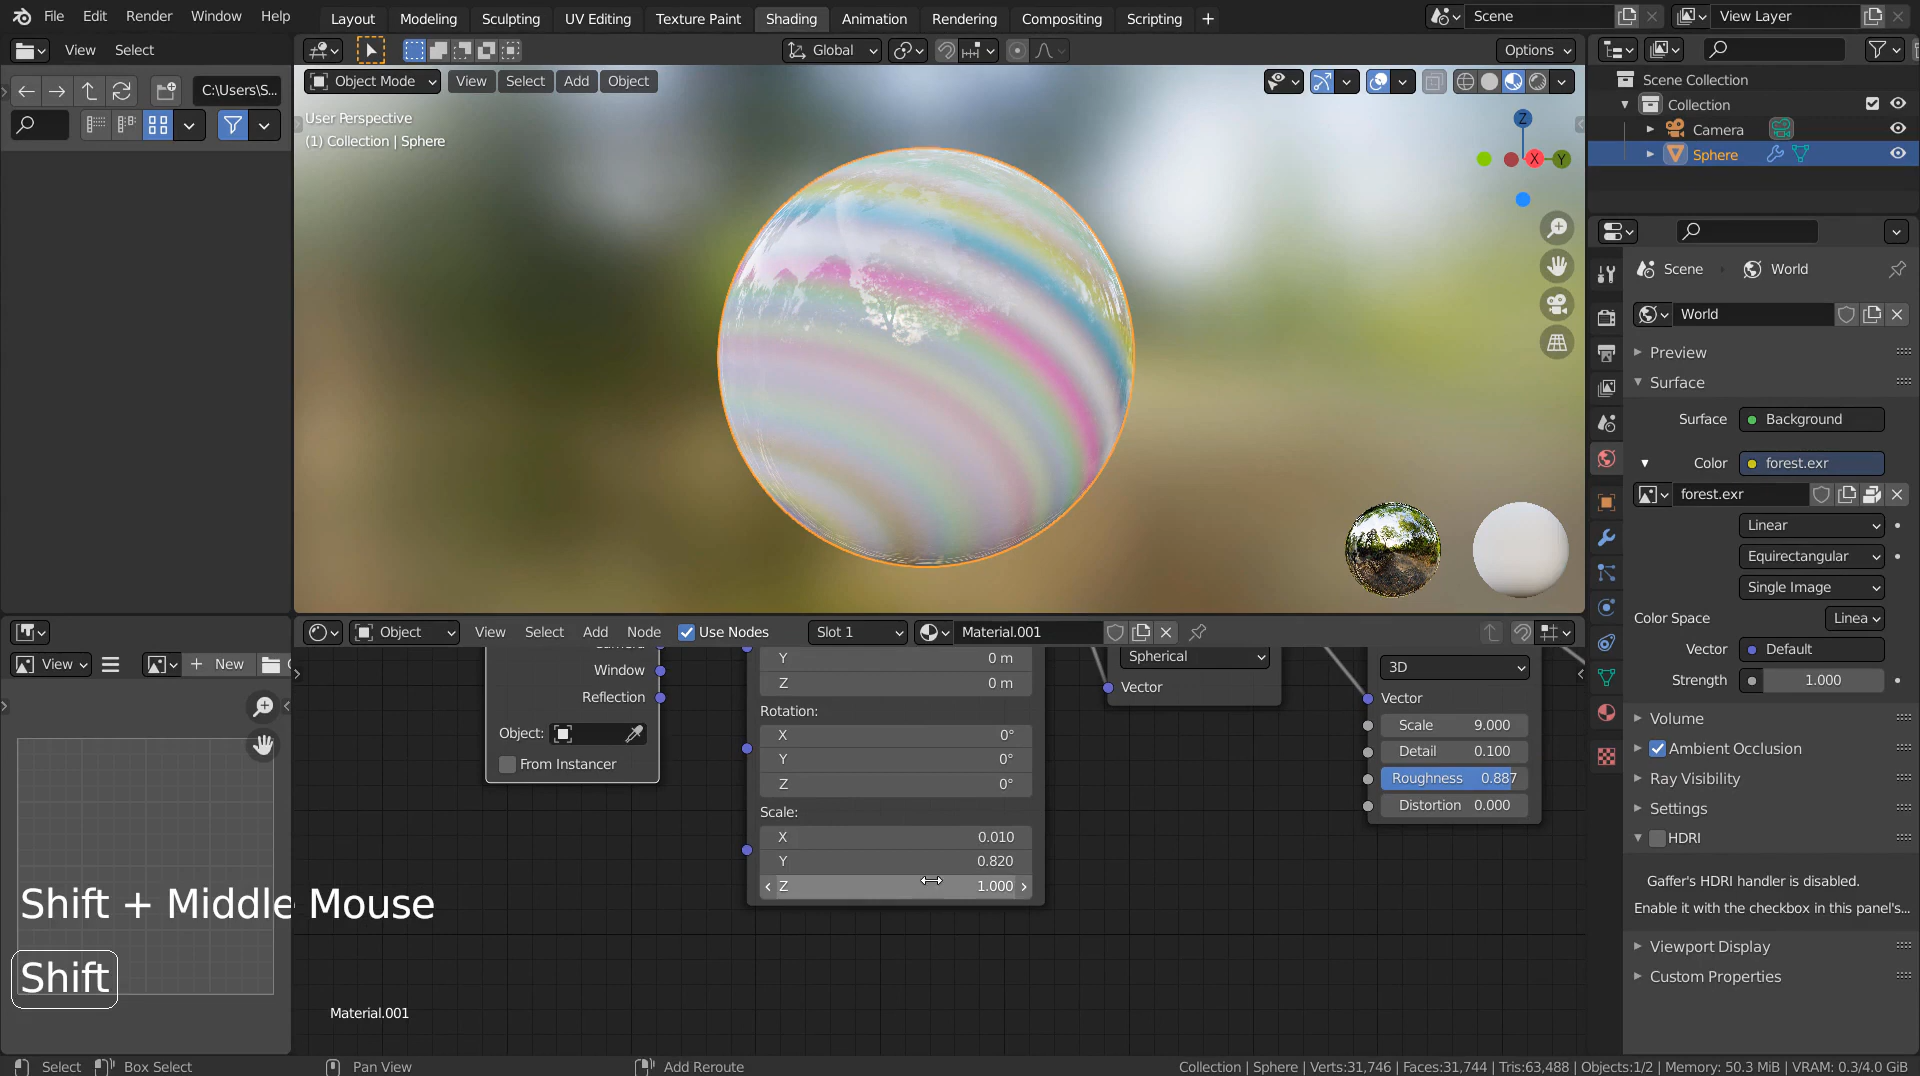 File Edit Render Window Help
Layout Modeling Sculpting UV Editing Texture Paint Shading Animation Rendering Compositing Scripting +
Scene
View Layer
View Select
Global
Options
C:\Users\S...
Object Mode View Select Add Object
User Perspective
(1) Collection | Sphere
Z
X
Y
Scene Collection
Collection
Camera
Sphere
Scene World
World
Preview
Surface
Surface Background
Color forest.exr
forest.exr
Linear
Equirectangular
Single Image
Color Space Linea
Vector Default
Strength 1.000
Volume
Ambient Occlusion
Ray Visibility
Settings
HDRI
Gaffer's HDRI handler is disabled.
Enable it with the checkbox in this panel's...
Viewport Display
Custom Properties
Object View Select Add Node Use Nodes Slot 1 Material.001
View + New
Window
Reflection
Object:
From Instancer
Y 0 m
Z 0 m
Rotation:
X 0°
Y 0°
Z 0°
Scale:
X 0.010
Y 0.820
Z 1.000
Spherical
Vector
3D
Vector
Scale 9.000
Detail 0.100
Roughness 0.887
Distortion 0.000
Shift + Middle Mouse
Shift
Material.001
Select Box Select Pan View Add Reroute
Collection | Sphere | Verts:31,746 | Faces:31,744 | Tris:63,488 | Objects:1/2 | Memory: 50.3 MiB | VRAM: 0.3/4.0 GiB